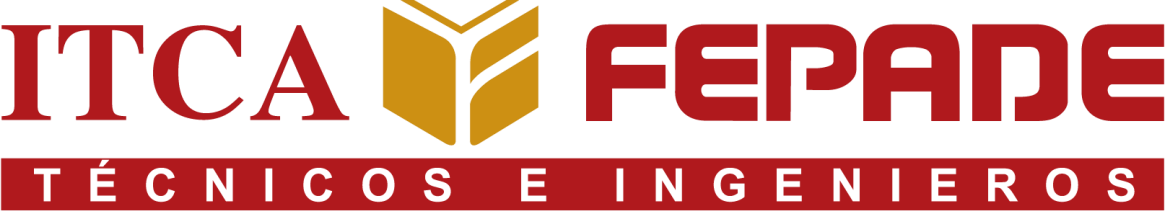 ITCA FEPADE
TÉCNICOS E INGENIEROS